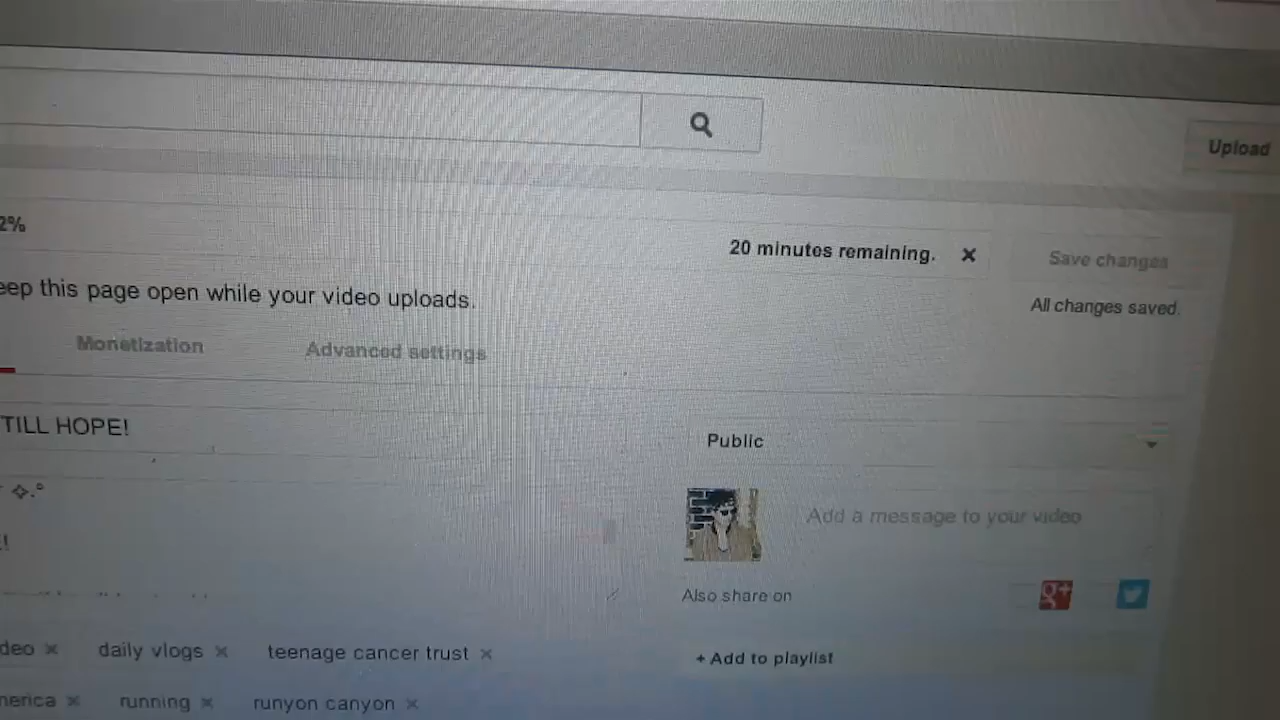 Upload
2%
20 minutes remaining.
Save changes
eep this page open while your video uploads.
All changes saved.
Monetization
Advanced settings
TILL HOPE!
Public
✧.°
Add a message to your video
!
Also share on
g+
deo × daily vlogs × teenage cancer trust ×
+ Add to playlist
nerica × running × runyon canyon ×